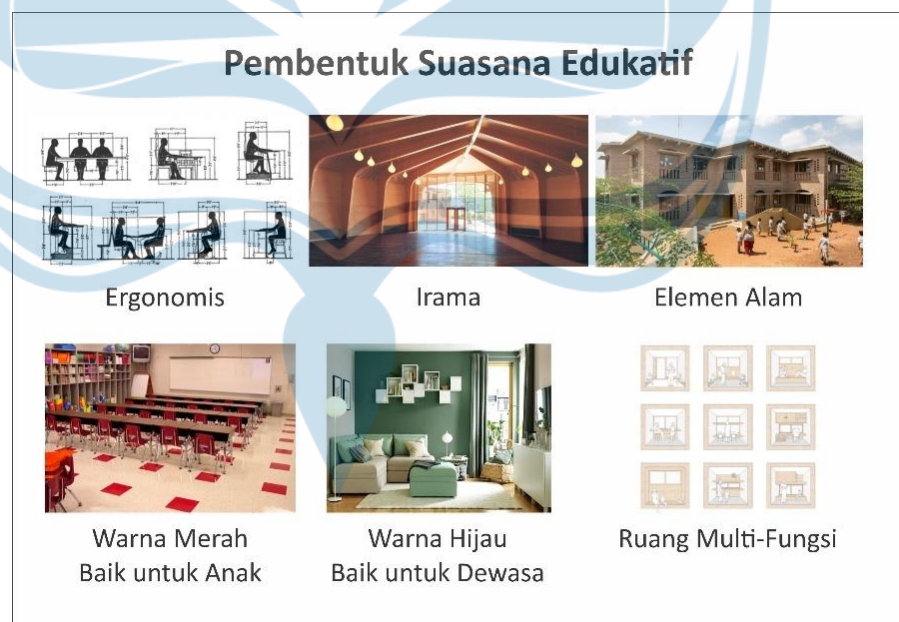 Pembentuk Suasana Edukatif
Ergonomis
Irama
Elemen Alam
Warna Merah
Baik untuk Anak
Warna Hijau
Baik untuk Dewasa
Ruang Multi-Fungsi